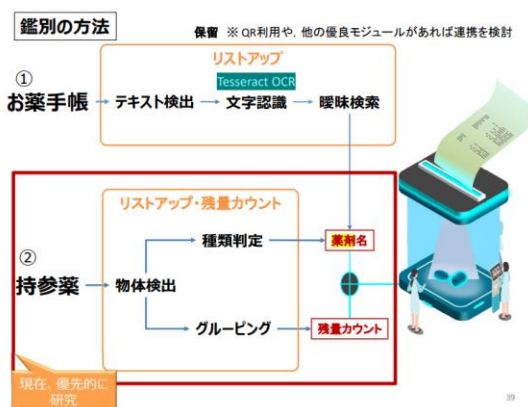 鑑別の方法
保留 ※ QR利用や, 他の優良モジュールがあれば連携を検討
リストアップ
Tesseract OCR
①
お薬手帳
テキスト検出
文字認識
曖昧検索
リストアップ・残量カウント
②
持参薬
物体検出
種類判定
薬剤名
グルーピング
残量カウント
現在、優先的に
研究
39